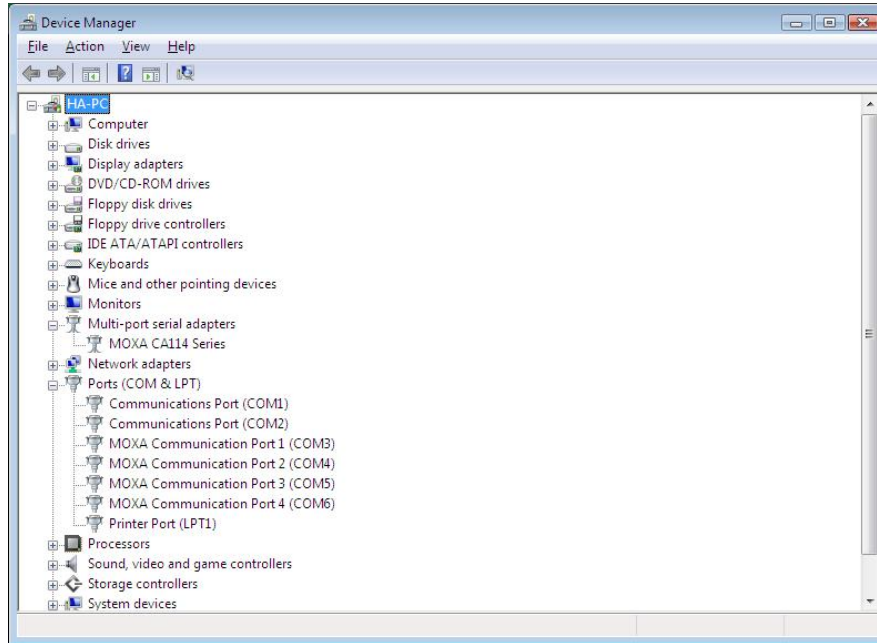 Device Manager
File Action View Help
HA-PC
Computer
Disk drives
Display adapters
DVD/CD-ROM drives
Floppy disk drives
Floppy drive controllers
IDE ATA/ATAPI controllers
Keyboards
Mice and other pointing devices
Monitors
Multi-port serial adapters
MOXA CA114 Series
Network adapters
Ports (COM & LPT)
Communications Port (COM1)
Communications Port (COM2)
MOXA Communication Port 1 (COM3)
MOXA Communication Port 2 (COM4)
MOXA Communication Port 3 (COM5)
MOXA Communication Port 4 (COM6)
Printer Port (LPT1)
Processors
Sound, video and game controllers
Storage controllers
System devices